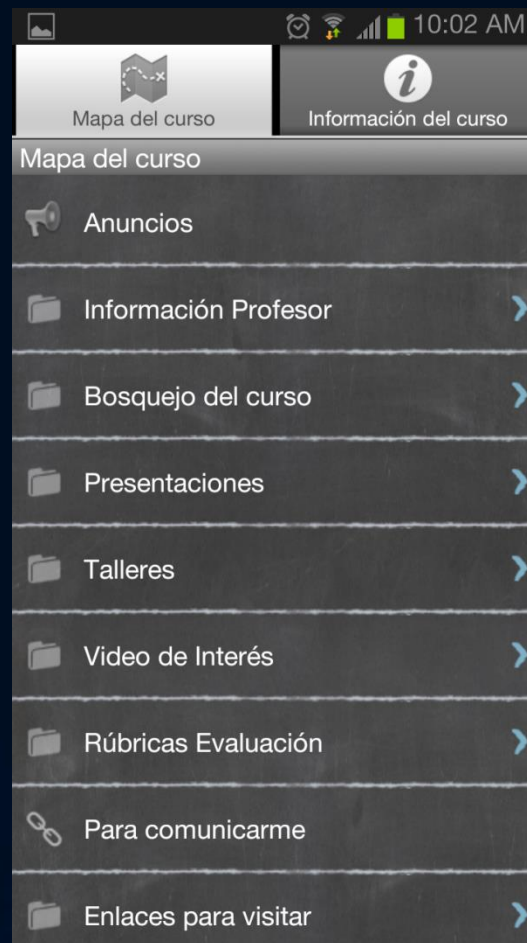 10:02 AM
Mapa del curso
Información del curso
Mapa del curso
Anuncios
Información Profesor
Bosquejo del curso
Presentaciones
Talleres
Video de Interés
Rúbricas Evaluación
Para comunicarme
Enlaces para visitar